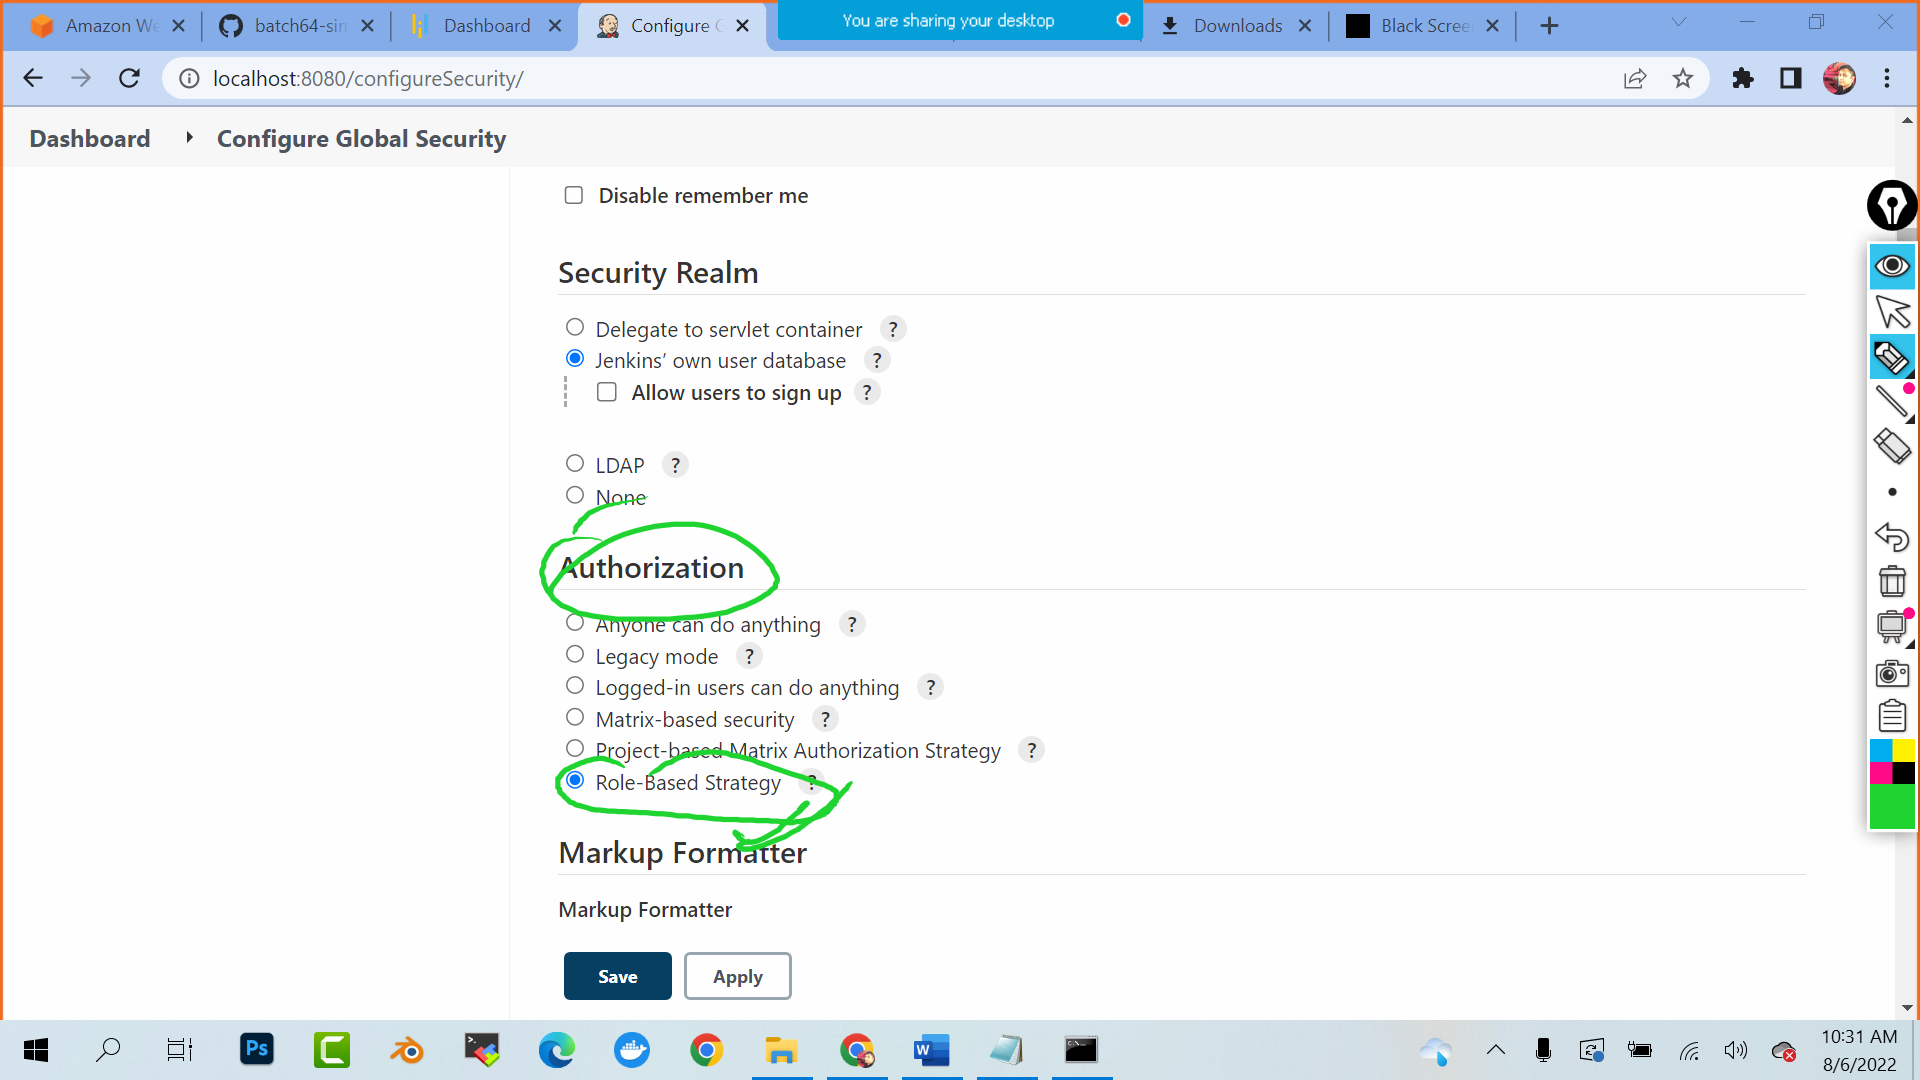 Amazon We
batch64-sim
Dashboard
Configure G
You are sharing your desktop
Downloads
Black Scree
localhost:8080/configureSecurity/
Dashboard
Configure Global Security
Disable remember me
Security Realm
Delegate to servlet container ?
Jenkins’ own user database ?
Allow users to sign up ?
LDAP ?
None
Authorization
Anyone can do anything ?
Legacy mode ?
Logged-in users can do anything ?
Matrix-based security ?
Project-based Matrix Authorization Strategy ?
Role-Based Strategy ?
Markup Formatter
Markup Formatter
Save
Apply
Ps
C
W
10:31 AM
8/6/2022